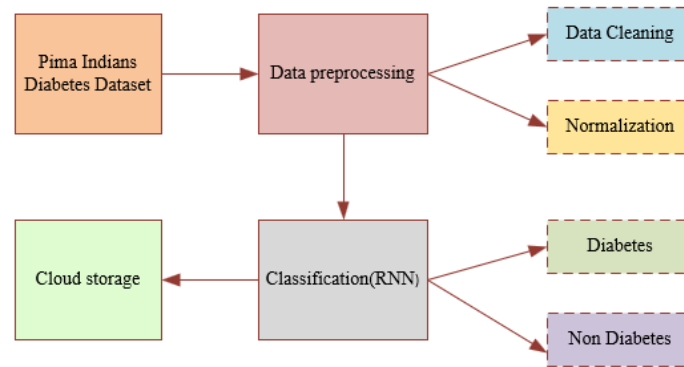 Pima Indians
Diabetes Dataset
Data preprocessing
Data Cleaning
Normalization
Cloud storage
Classification(RNN)
Diabetes
Non Diabetes